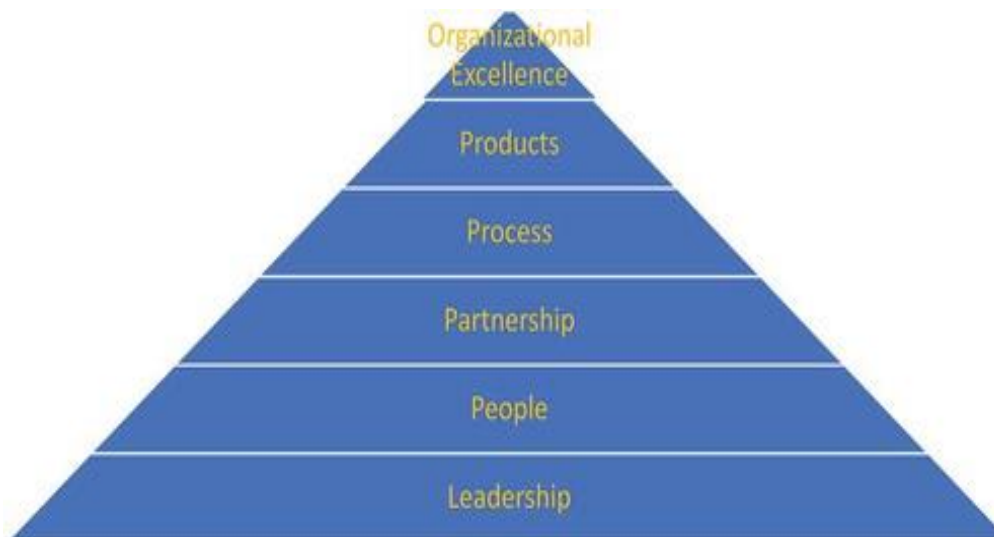 Organizational
Excellence
Products
Process
Partnership
People
Leadership